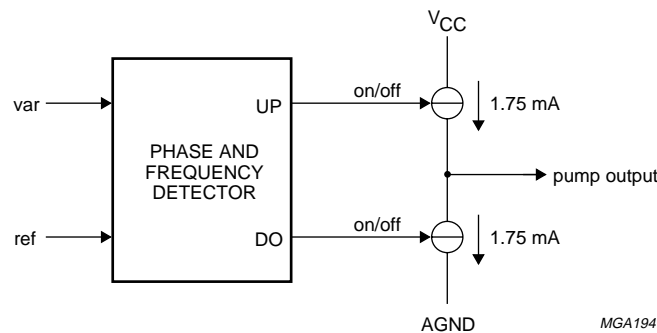 VCC
on/off
1.75 mA
var
UP
PHASE AND
FREQUENCY
DETECTOR
pump output
on/off
1.75 mA
ref
DO
AGND
MGA194